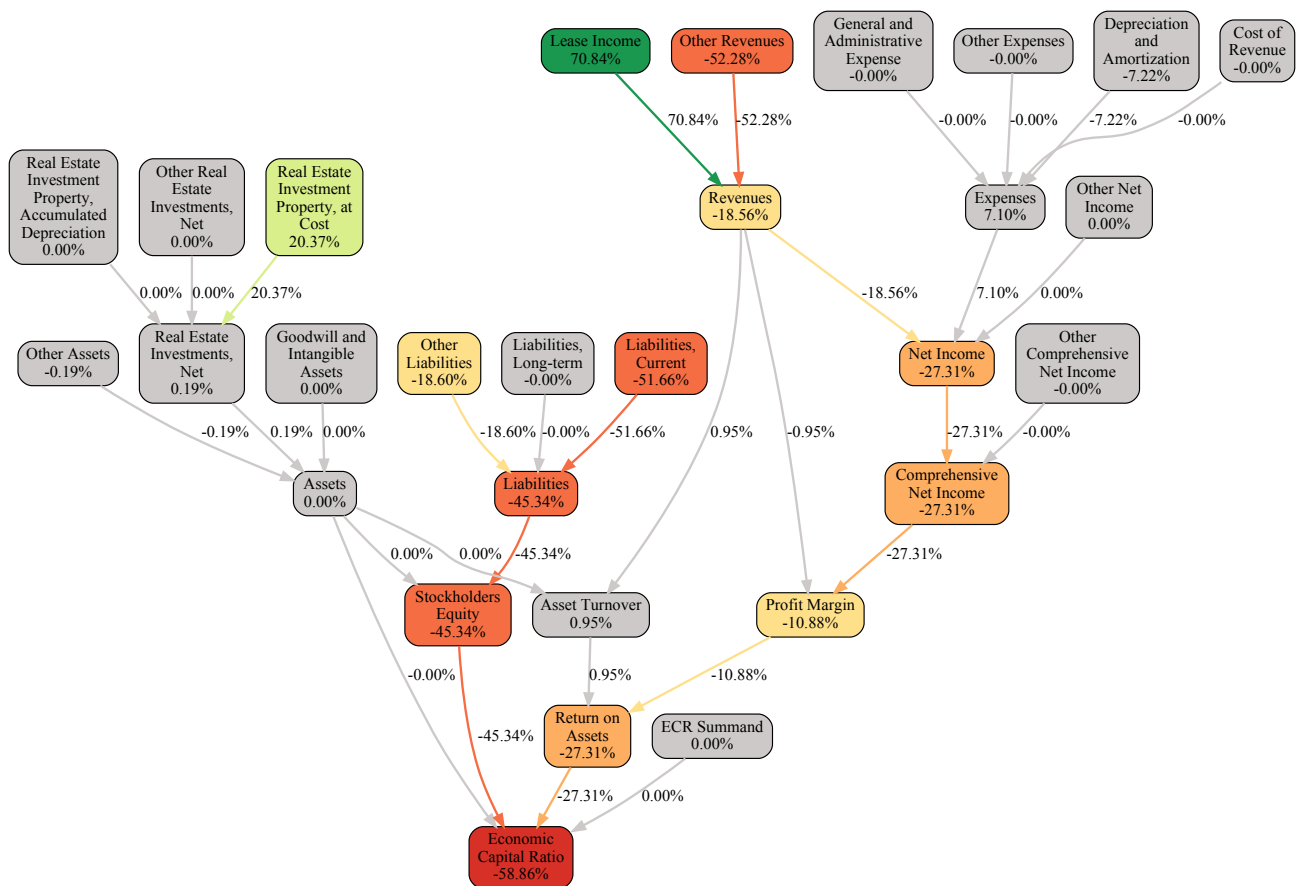 Lease Income
70.84%
Other Revenues
-52.28%
General and
Administrative
Expense
-0.00%
Other Expenses
-0.00%
Depreciation
and
Amortization
-7.22%
Cost of
Revenue
-0.00%
70.84%
-52.28%
-0.00%
-0.00%
-7.22%
-0.00%
Real Estate
Investment
Property,
Accumulated
Depreciation
0.00%
Other Real
Estate
Investments,
Net
0.00%
Real Estate
Investment
Property, at
Cost
20.37%
Revenues
-18.56%
Expenses
7.10%
Other Net
Income
0.00%
0.00%
0.00%
20.37%
-18.56%
7.10%
0.00%
Other Assets
-0.19%
Real Estate
Investments,
Net
0.19%
Goodwill and
Intangible
Assets
0.00%
Other
Liabilities
-18.60%
Liabilities,
Long-term
-0.00%
Liabilities,
Current
-51.66%
Net Income
-27.31%
Other
Comprehensive
Net Income
-0.00%
-0.19%
0.19%
0.00%
-18.60%
-0.00%
-51.66%
0.95%
-0.95%
-27.31%
-0.00%
Assets
0.00%
Liabilities
-45.34%
Comprehensive
Net Income
-27.31%
0.00%
0.00%
-45.34%
-27.31%
Stockholders
Equity
-45.34%
Asset Turnover
0.95%
Profit Margin
-10.88%
-0.00%
0.95%
-10.88%
-45.34%
Return on
Assets
-27.31%
ECR Summand
0.00%
-27.31%
0.00%
Economic
Capital Ratio
-58.86%